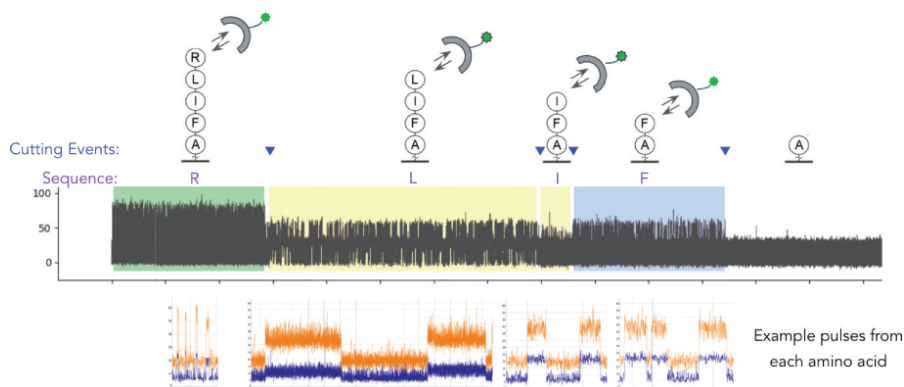 R
L
I
F
A
L
I
F
A
I
F
A
F
A
A
Cutting Events:
Sequence: R L I F
100
50
0
Example pulses from
each amino acid